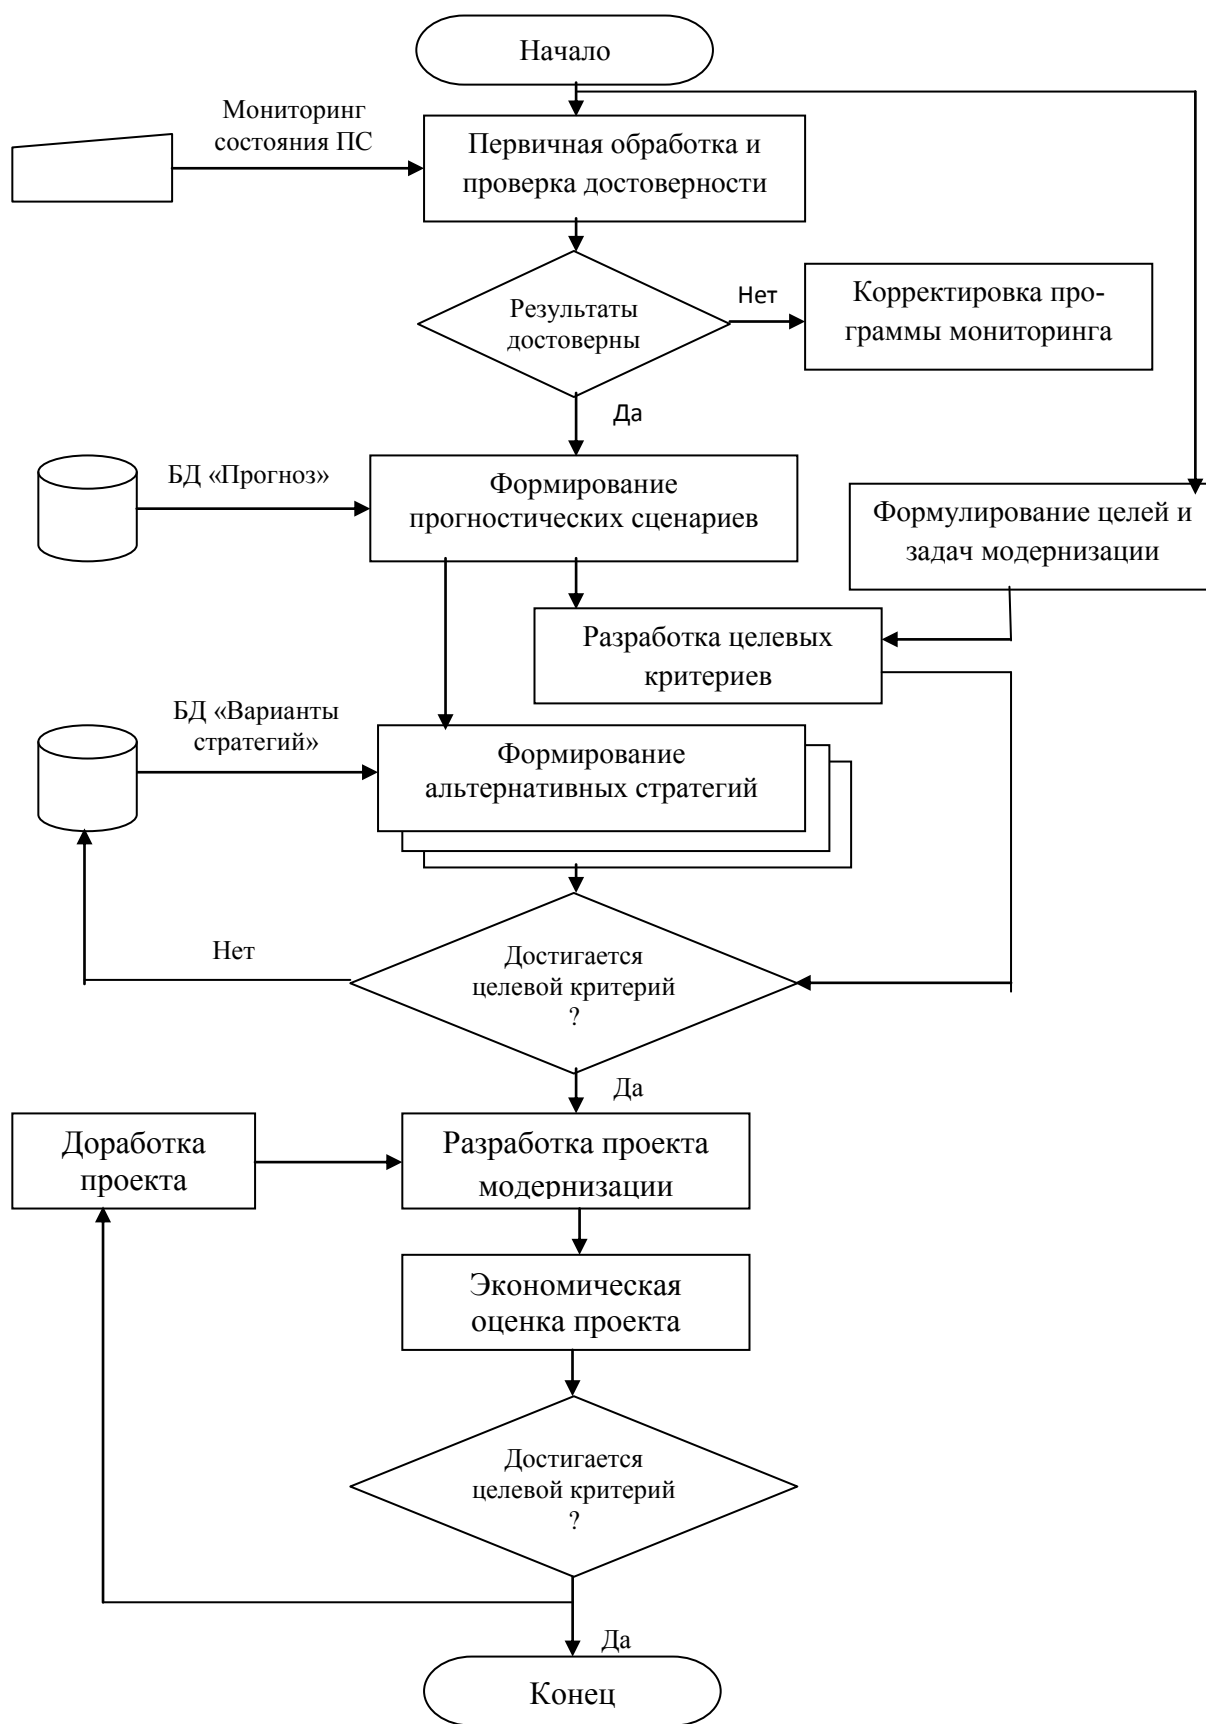 Начало
Мониторинг
состояния ПС
Первичная обработка и
проверка достоверности
Результаты
достоверны
Нет
Корректировка про-
граммы мониторинга
Да
БД «Прогноз»
Формирование
прогностических сценариев
Формулирование целей и
задач модернизации
Разработка целевых
критериев
БД «Варианты
стратегий»
Формирование
альтернативных стратегий
Нет
Достигается
целевой критерий
?
Да
Доработка
проекта
Разработка проекта
модернизации
Экономическая
оценка проекта
Достигается
целевой критерий
?
Да
Конец